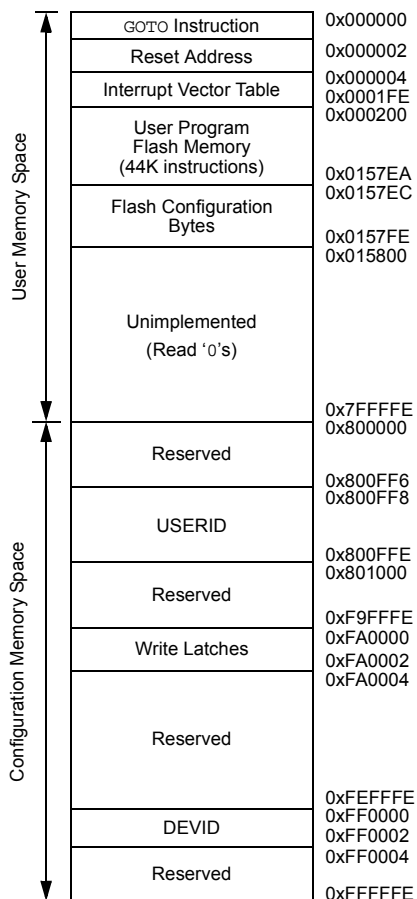 GOTO Instruction
0x000000
Reset Address
0x000002
Interrupt Vector Table
0x000004
0x0001FE
User Program
Flash Memory
(44K instructions)
0x000200
0x0157EA
Flash Configuration
Bytes
0x0157EC
0x0157FE
Unimplemented
(Read ‘0’s)
0x015800
0x7FFFFE
User Memory Space
Reserved
0x800000
0x800FF6
USERID
0x800FF8
0x800FFE
Reserved
0x801000
0xF9FFFE
Write Latches
0xFA0000
0xFA0002
Reserved
0xFA0004
0xFEFFFE
DEVID
0xFF0000
0xFF0002
Reserved
0xFF0004
0xFFFFFE
Configuration Memory Space